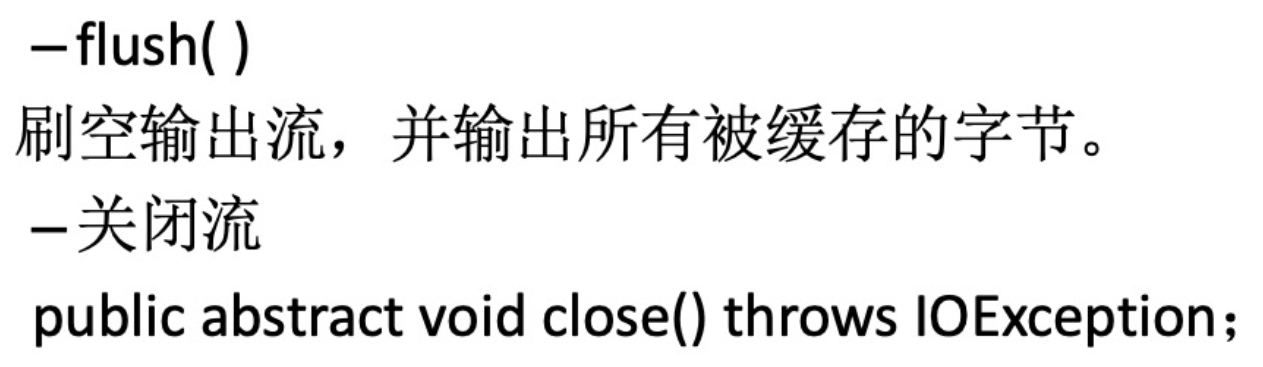 –flush( )
刷空输出流，并输出所有被缓存的字节。
–关闭流
public abstract void close() throws IOException；